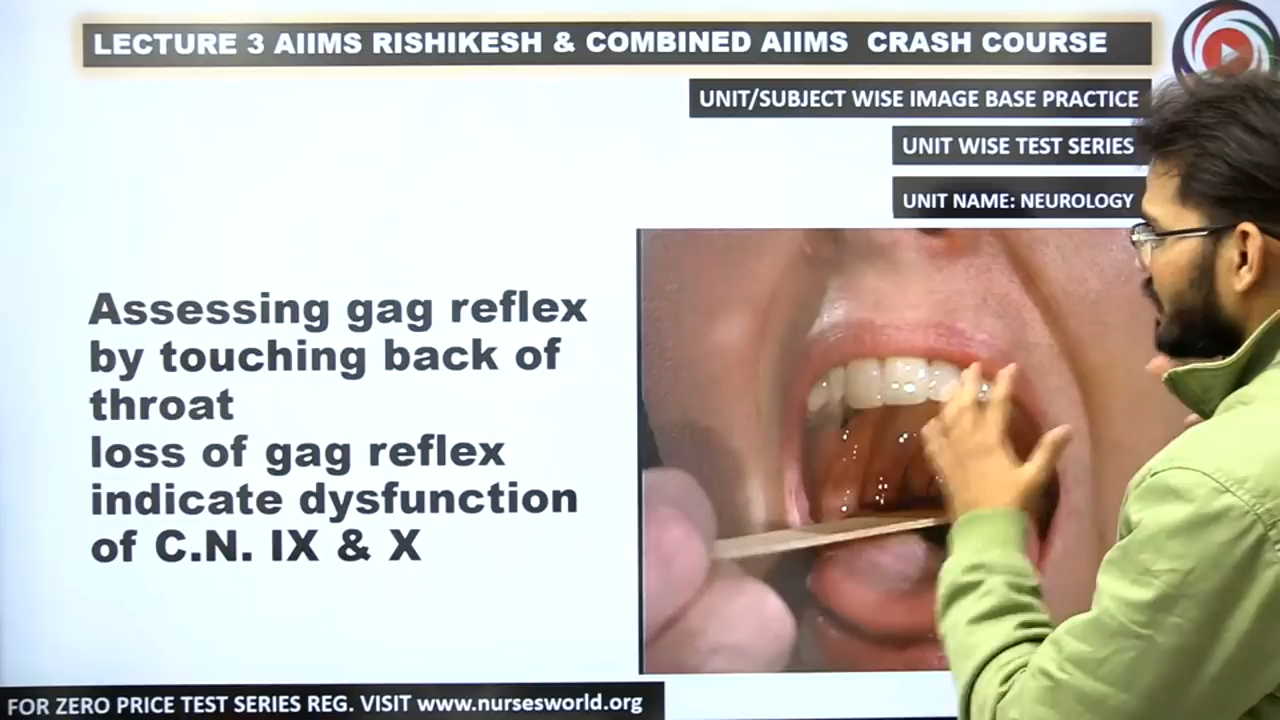 LECTURE 3 AIIMS RISHIKESH & COMBINED AIIMS CRASH COURSE
UNIT/SUBJECT WISE IMAGE BASE PRACTICE
UNIT WISE TEST SERIES
UNIT NAME: NEUROLOGY
Assessing gag reflex
by touching back of
throat
loss of gag reflex
indicate dysfunction
of C.N. IX & X
FOR ZERO PRICE TEST SERIES REG. VISIT www.nursesworld.org